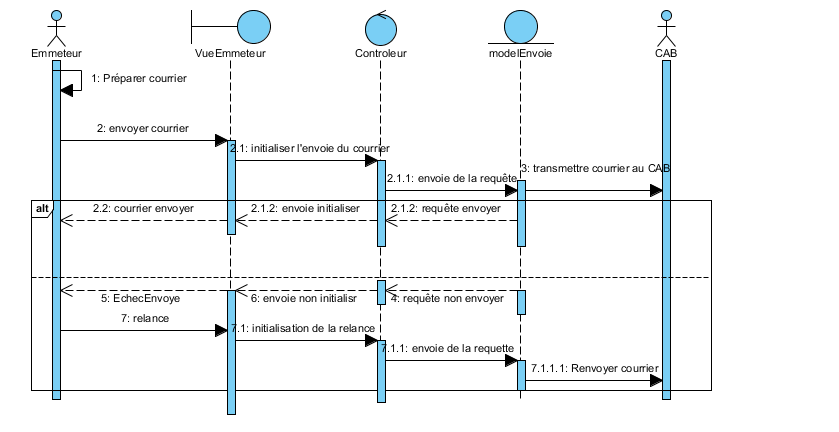 Emmeteur
VueEmmeteur
Controleur
modelEnvoie
CAB
1: Préparer courrier
2: envoyer courrier
2.1: initialiser l'envoie du courrier
2.1.1: envoie de la requête
3: transmettre courrier au CAB
alt
2.2: courrier envoyer
2.1.2: envoie initialiser
2.1.2: requête envoyer
5: EchecEnvoye
6: envoie non initialisr
4: requête non envoyer
7: relance
7.1: initialisation de la relance
7.1.1: envoie de la requette
7.1.1.1: Renvoyer courrier